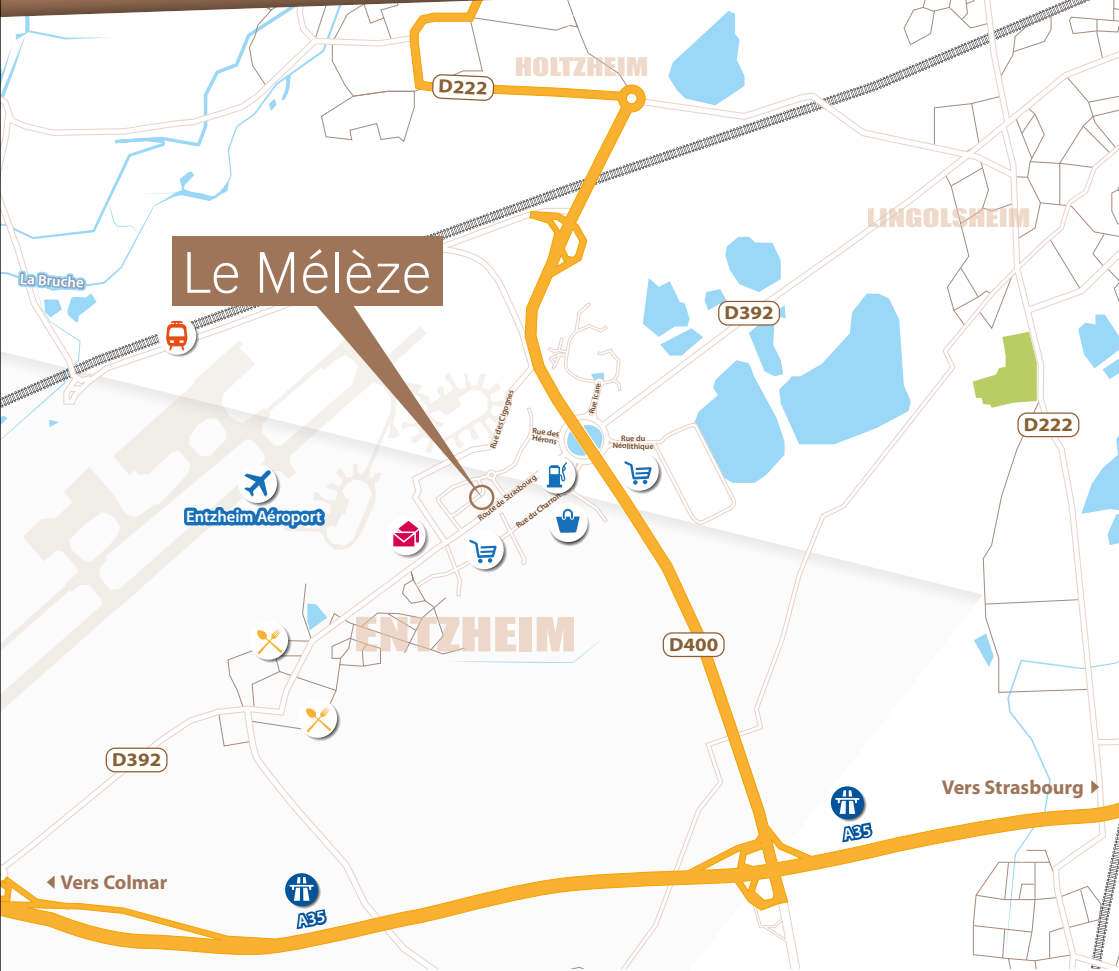 HOLTZHEIM
D222
LINGOLSHEIM
Le Mélèze
La Bruche
D392
Rue des Cigognes
Rue Icare
Rue des
Hérons
Rue du
Néolithique
D222
Route de Strasbourg
Rue du Charron
Entzheim Aéroport
ENTZHEIM
D400
D392
Vers Strasbourg
A35
Vers Colmar
A35